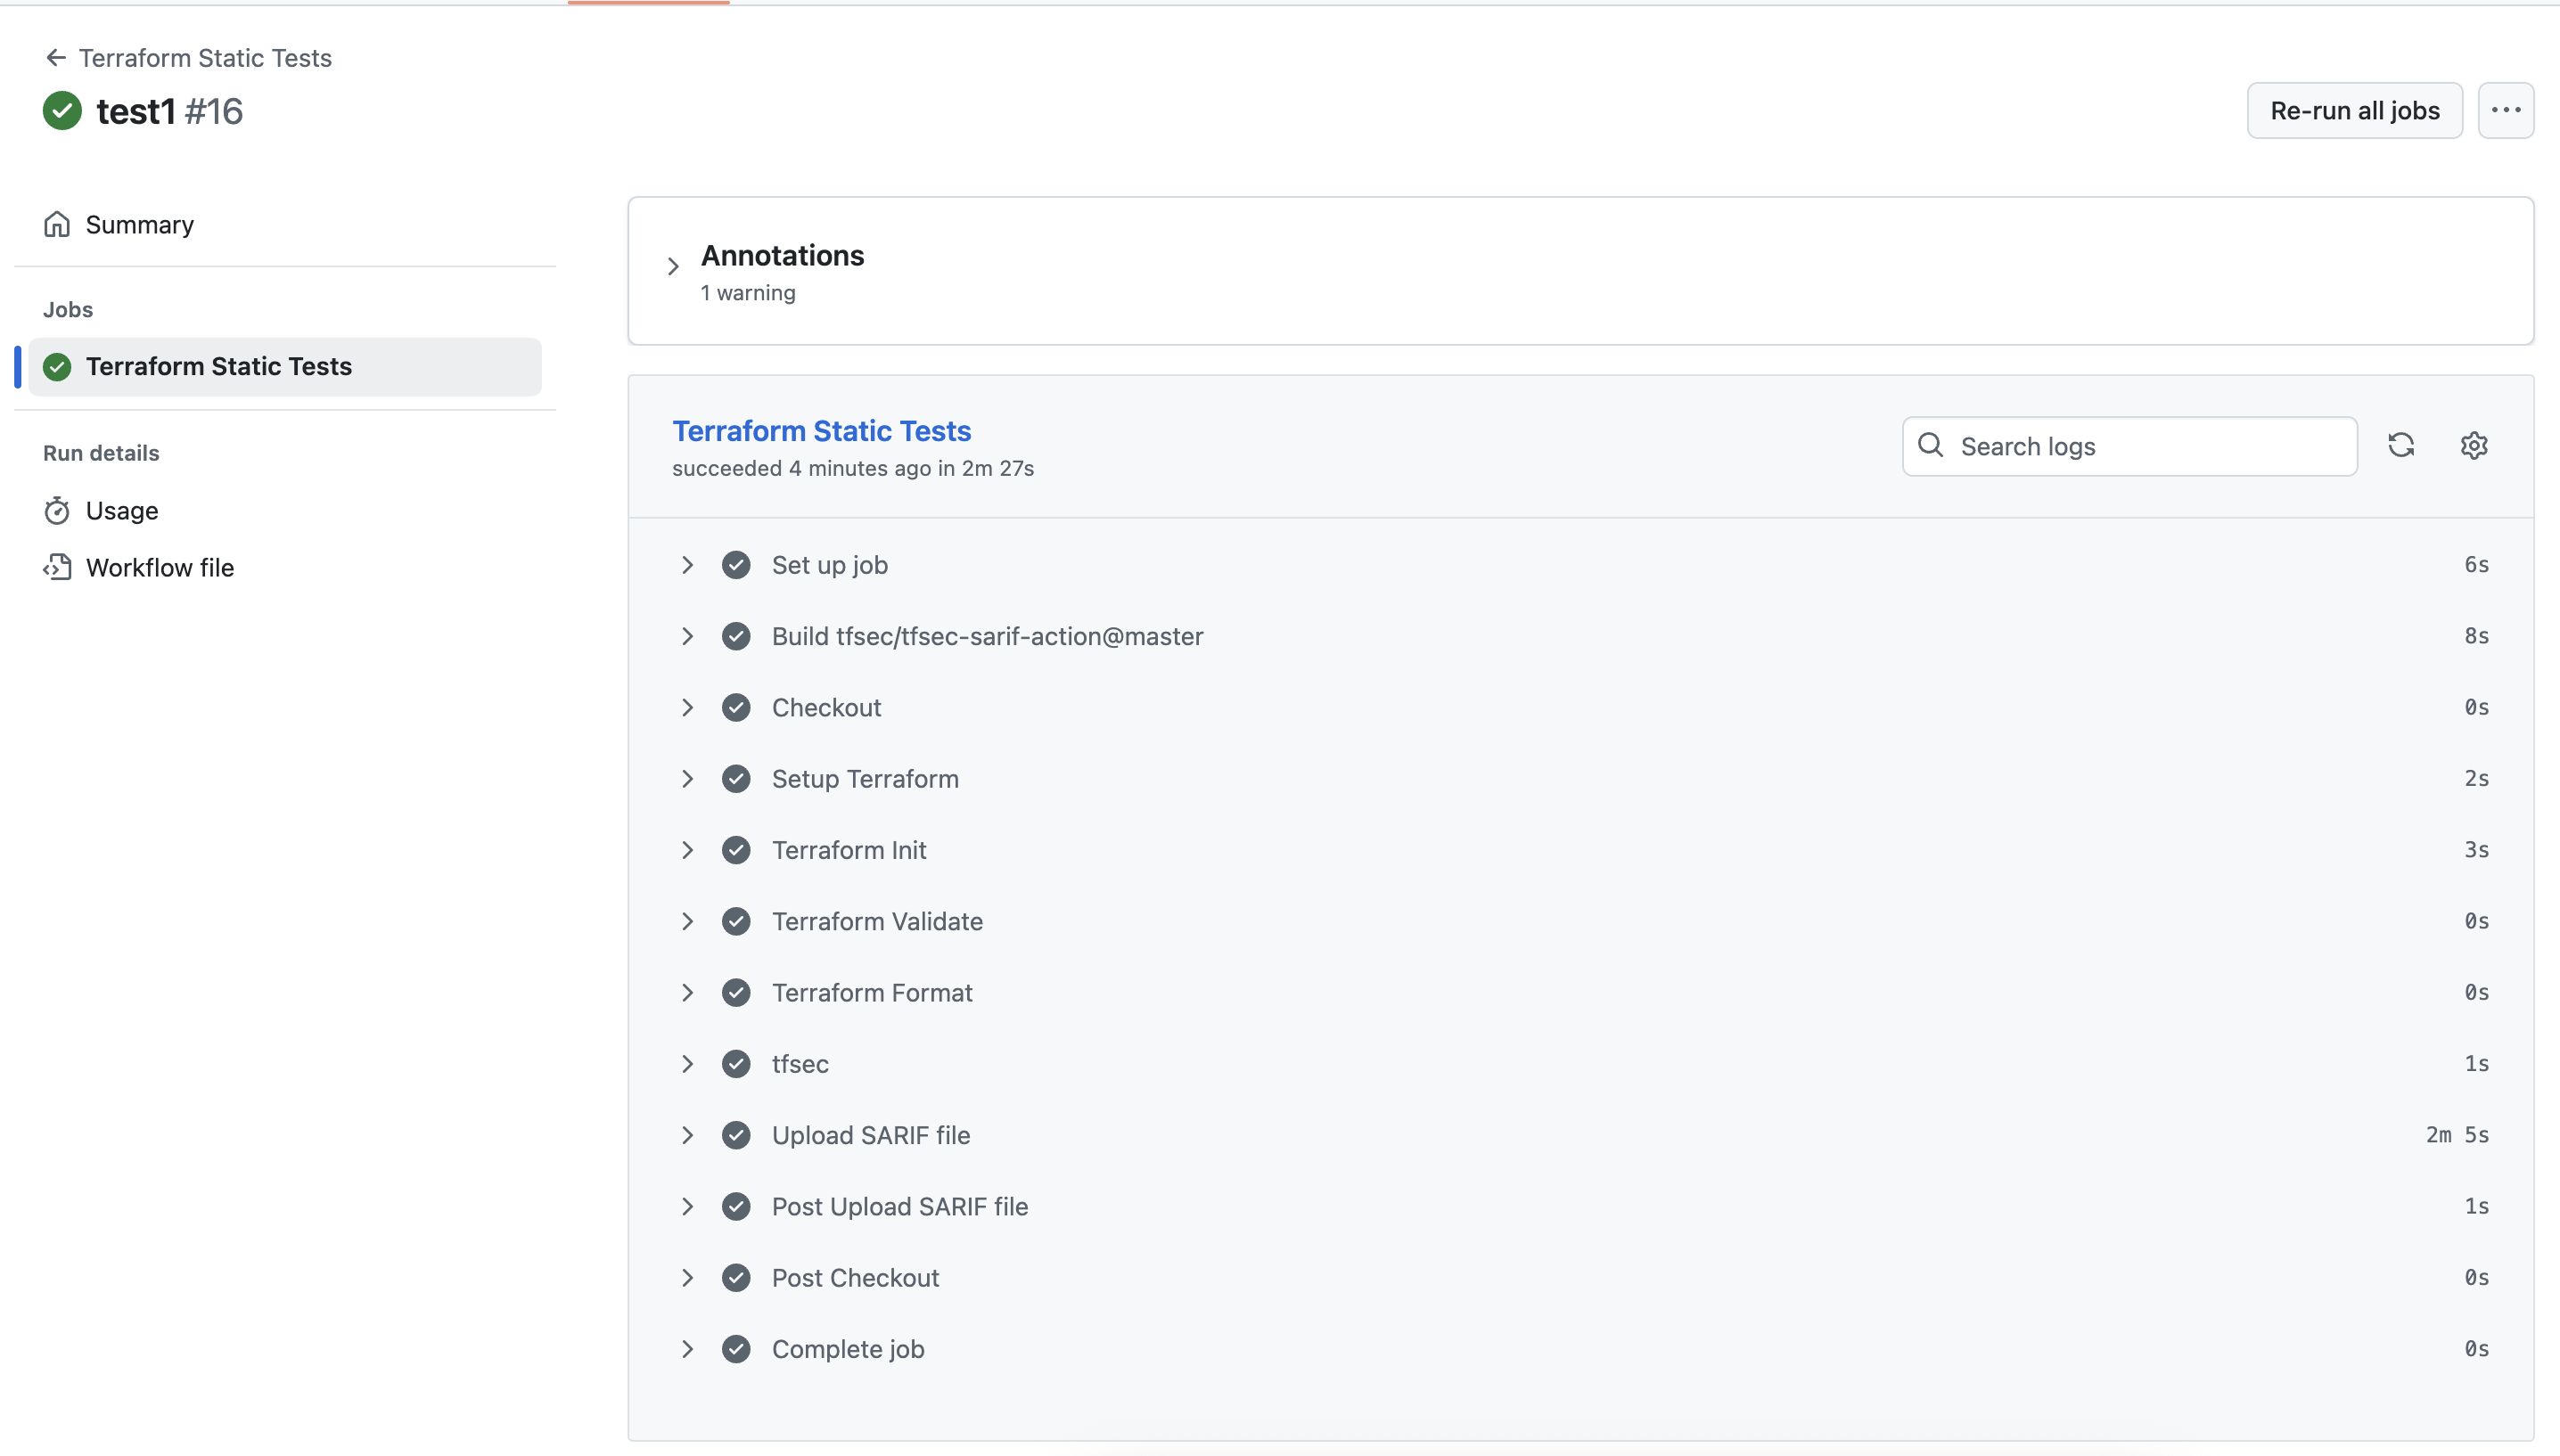 Terraform Static Tests
test1 #16
Re-run all jobs
Summary
Jobs
Terraform Static Tests
Run details
Usage
Workflow file
Annotations
1 warning
Terraform Static Tests
succeeded 4 minutes ago in 2m 27s
Search logs
Set up job 6s
Build tfsec/tfsec-sarif-action@master 8s
Checkout 0s
Setup Terraform 2s
Terraform Init 3s
Terraform Validate 0s
Terraform Format 0s
tfsec 1s
Upload SARIF file 2m 5s
Post Upload SARIF file 1s
Post Checkout 0s
Complete job 0s